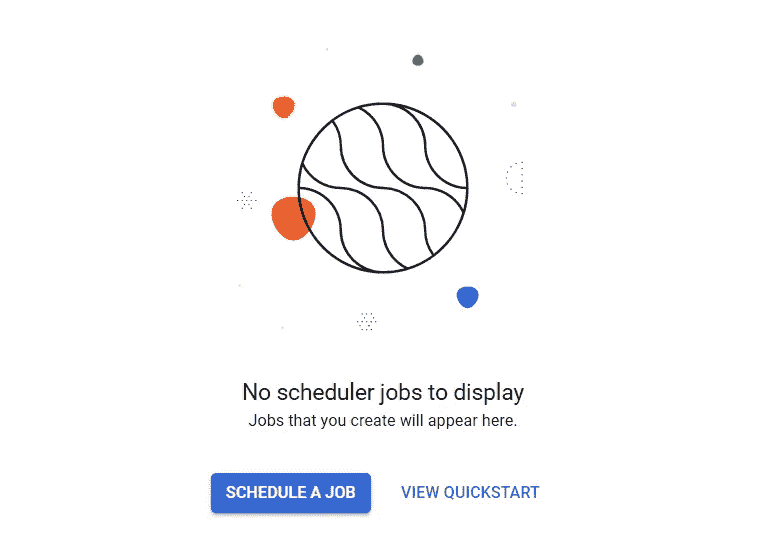 No scheduler jobs to display
Jobs that you create will appear here.
SCHEDULE A JOB VIEW QUICKSTART